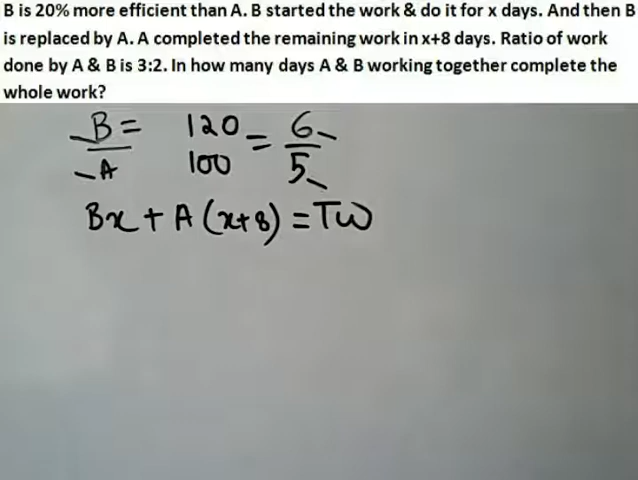 B is 20% more efficient than A. B started the work & do it for x days. And then B
is replaced by A. A completed the remaining work in x+8 days. Ratio of work
done by A & B is 3:2. In how many days A & B working together complete the
whole work?
B = 120 = 6
A 100 5
Bx + A (x+8) = TW